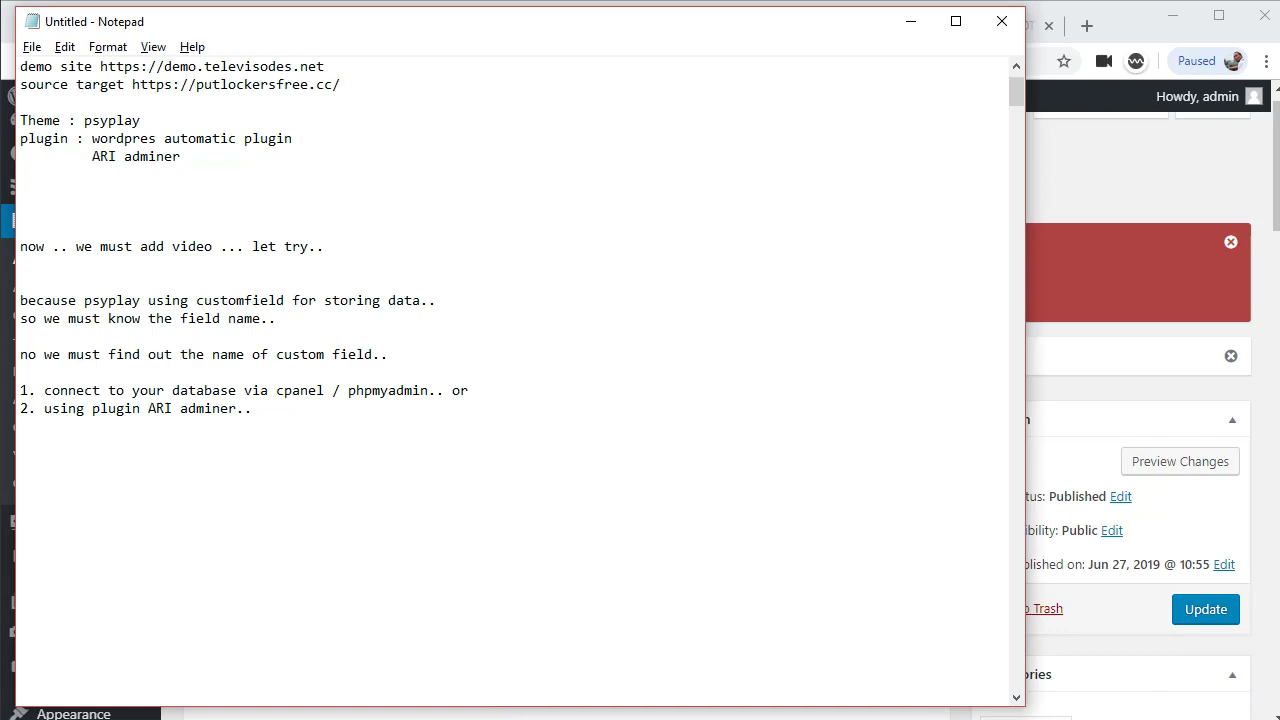 Untitled - Notepad
File Edit Format View Help
Paused
Howdy, admin
demo site https://demo.televisodes.net
source target https://putlockersfree.cc/
Theme : psyplay
plugin : wordpres automatic plugin
ARI adminer
now .. we must add video ... let try..
because psyplay using customfield for storing data..
so we must know the field name..
no we must find out the name of custom field..
1. connect to your database via cpanel / phpmyadmin.. or
2. using plugin ARI adminer..
Preview Changes
tus: Published Edit
ibility: Public Edit
lished on: Jun 27, 2019 @ 10:55 Edit
o Trash
Update
ories
Appearance